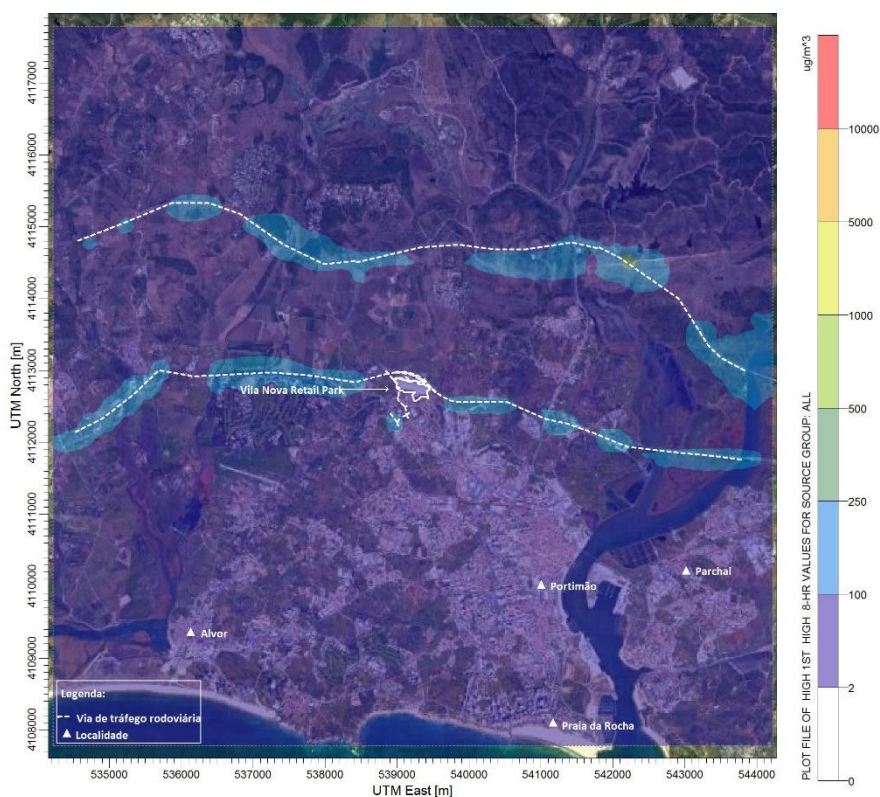 UTM North [m]
4117000
4116000
4115000
4114000
4113000
4112000
4111000
4110000
4109000
4108000
Vila Nova Retail Park
Portimão
Parchal
Alvor
Praia da Rocha
Legenda:
Via de tráfego rodoviária
Localidade
535000 536000 537000 538000 539000 540000 541000 542000 543000 544000
UTM East [m]
ug/m^3
10000
5000
1000
500
250
100
2
0
PLOT FILE OF HIGH 1ST HIGH 8-HR VALUES FOR SOURCE GROUP: ALL